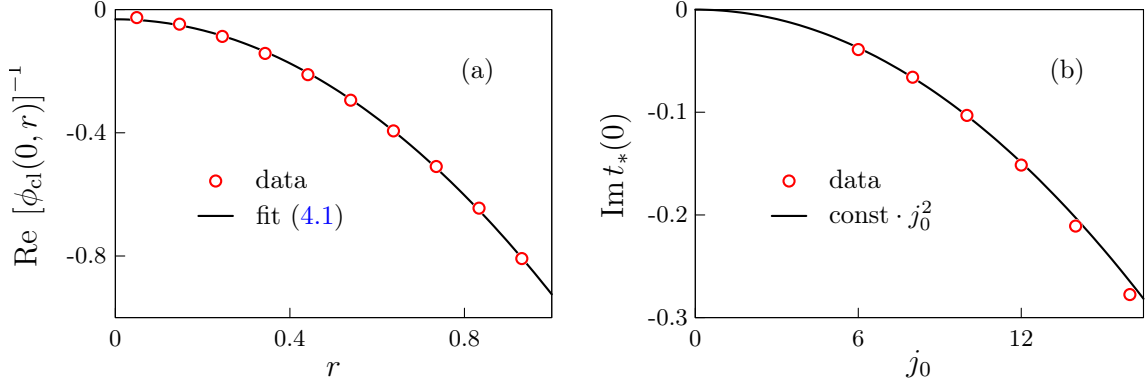 0
-0.4
-0.8
Re [ϕcl(0, r)]⁻¹
(a)
data
fit (4.1)
0
0.4
0.8
r
0
-0.1
-0.2
-0.3
Im t*(0)
(b)
data
const · j₀²
0
6
12
j₀